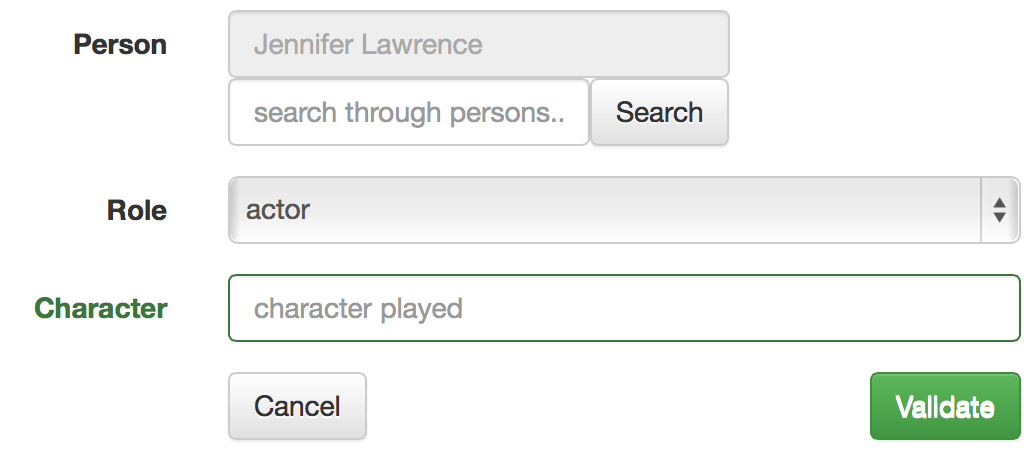 Person
Jennifer Lawrence
search through persons..
Search
Role
actor
Character
character played
Cancel
Validate